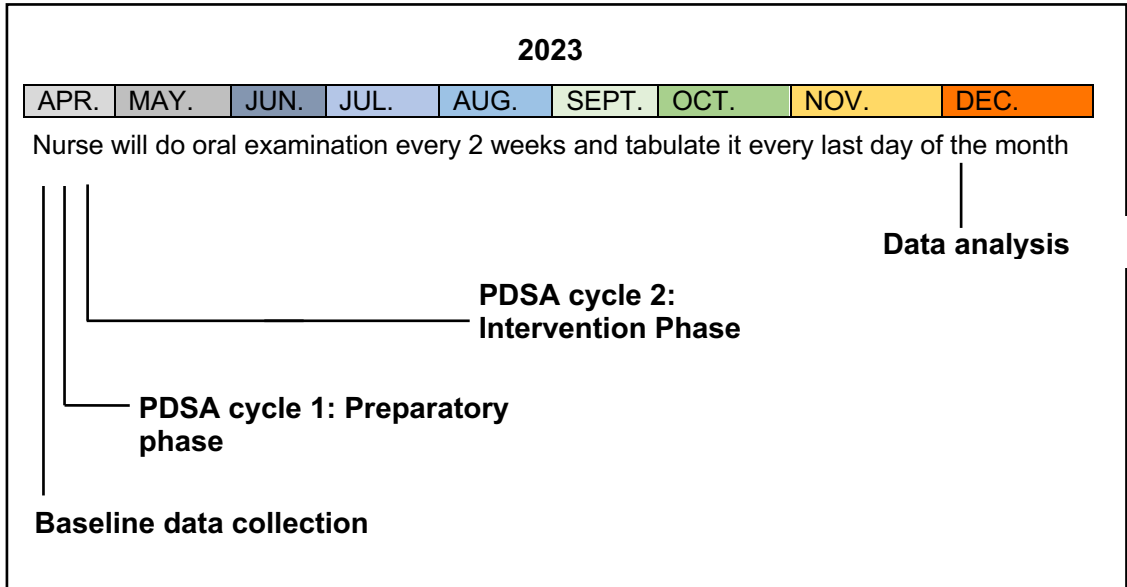 2023
APR. MAY. JUN. JUL. AUG. SEPT. OCT. NOV. DEC.
Nurse will do oral examination every 2 weeks and tabulate it every last day of the month
Data analysis
PDSA cycle 2:
Intervention Phase
PDSA cycle 1: Preparatory
phase
Baseline data collection